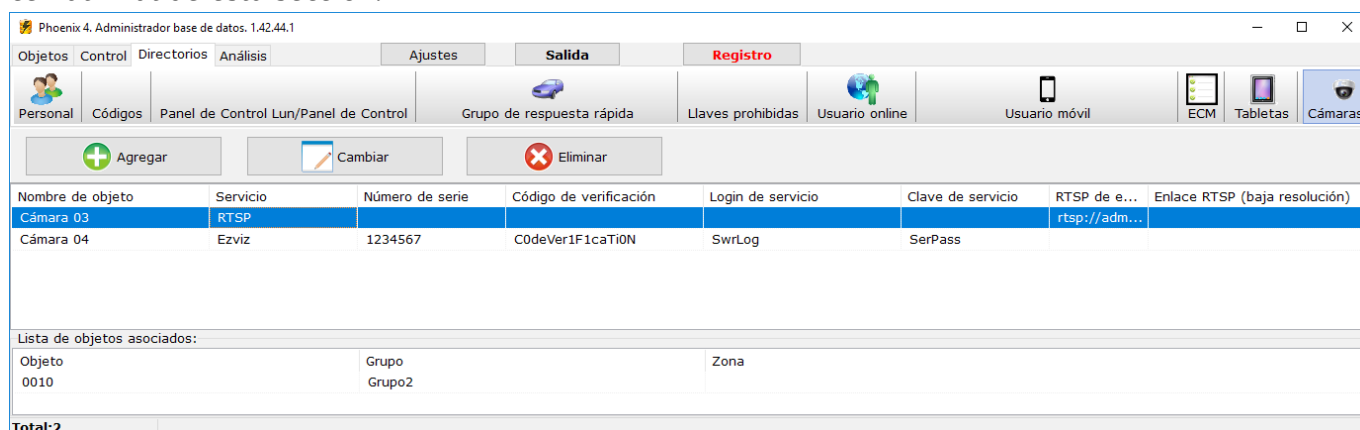 Phoenix 4. Administrador base de datos. 1.42.44.1
Objetos Control Directorios Análisis Ajustes Salida Registro
Personal Códigos Panel de Control Lun/Panel de Control Grupo de respuesta rápida Llaves prohibidas Usuario online Usuario móvil ECM Tabletas Cámaras
Agregar Cambiar Eliminar
Nombre de objeto Servicio Número de serie Código de verificación Login de servicio Clave de servicio RTSP de e... Enlace RTSP (baja resolución)
Cámara 03 RTSP rtsp://adm...
Cámara 04 Ezviz 1234567 C0deVer1F1caTi0N SwrLog SerPass
Lista de objetos asociados:
Objeto Grupo Zona
0010 Grupo2
Total:2